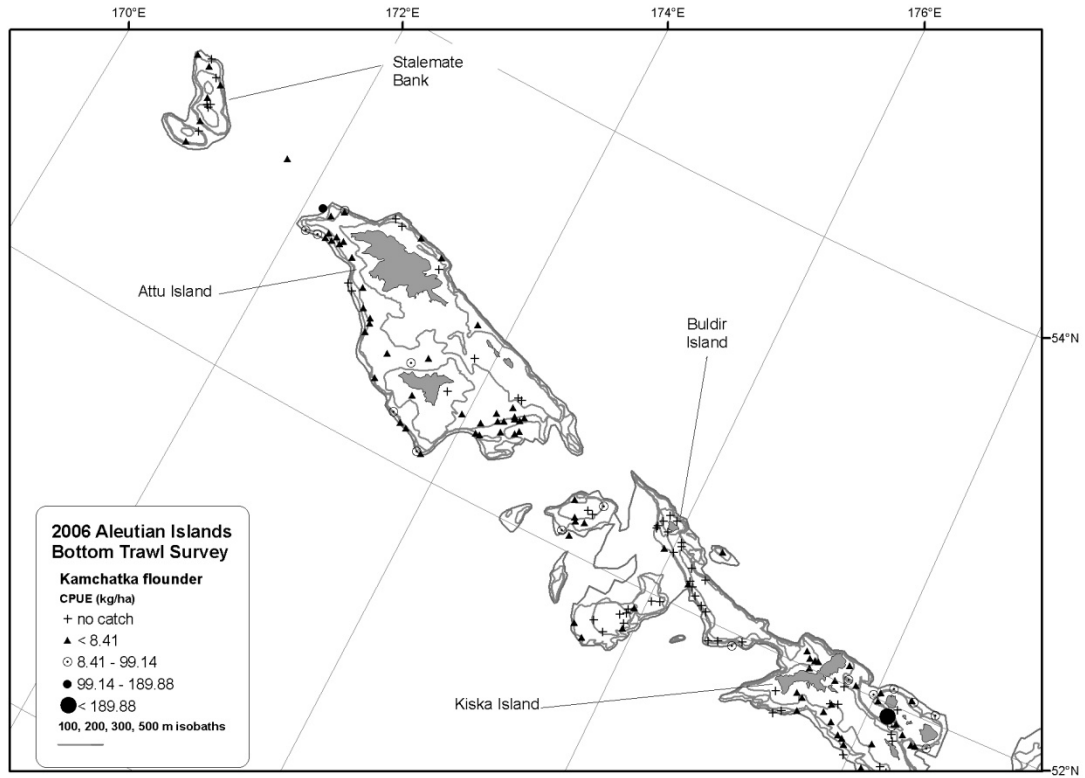 170°E
172°E
174°E
176°E
Stalemate
Bank
Attu Island
Buldir
Island
54°N
Kiska Island
52°N
2006 Aleutian Islands
Bottom Trawl Survey
Kamchatka flounder
CPUE (kg/ha)
no catch
< 8.41
8.41 - 99.14
99.14 - 189.88
< 189.88
100, 200, 300, 500 m isobaths